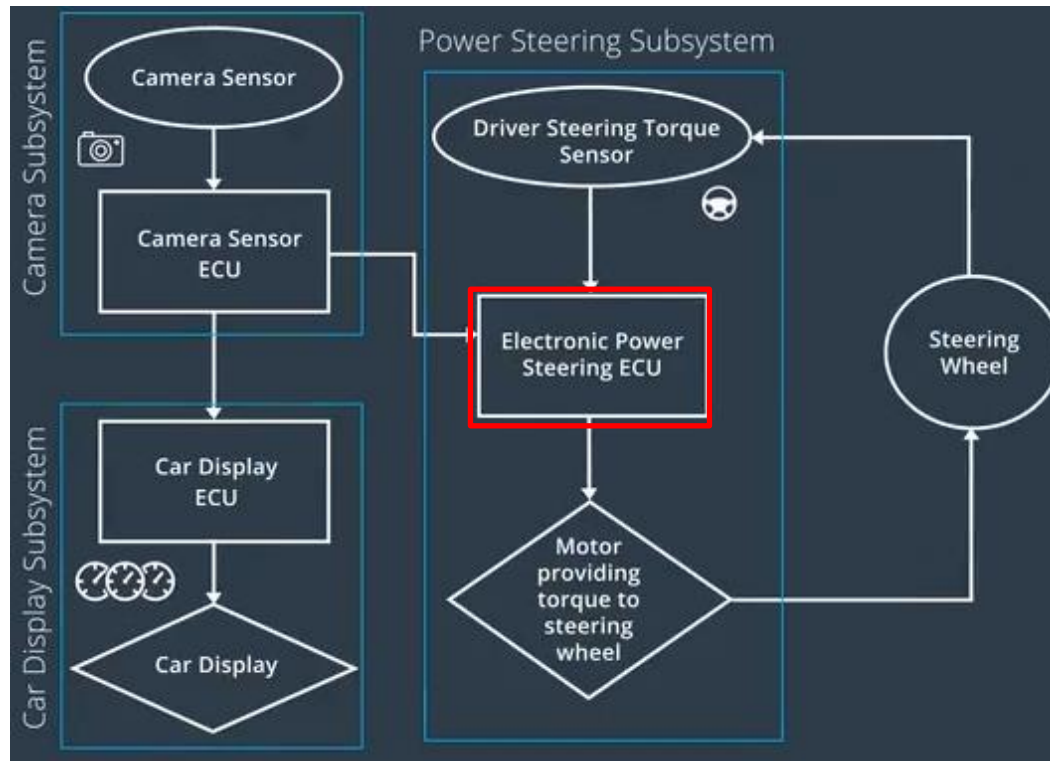 Camera Subsystem
Camera Sensor
Camera Sensor
ECU
Car Display Subsystem
Car Display
ECU
Car Display
Power Steering Subsystem
Driver Steering Torque
Sensor
Electronic Power
Steering ECU
Motor
providing
torque to
steering
wheel
Steering
Wheel